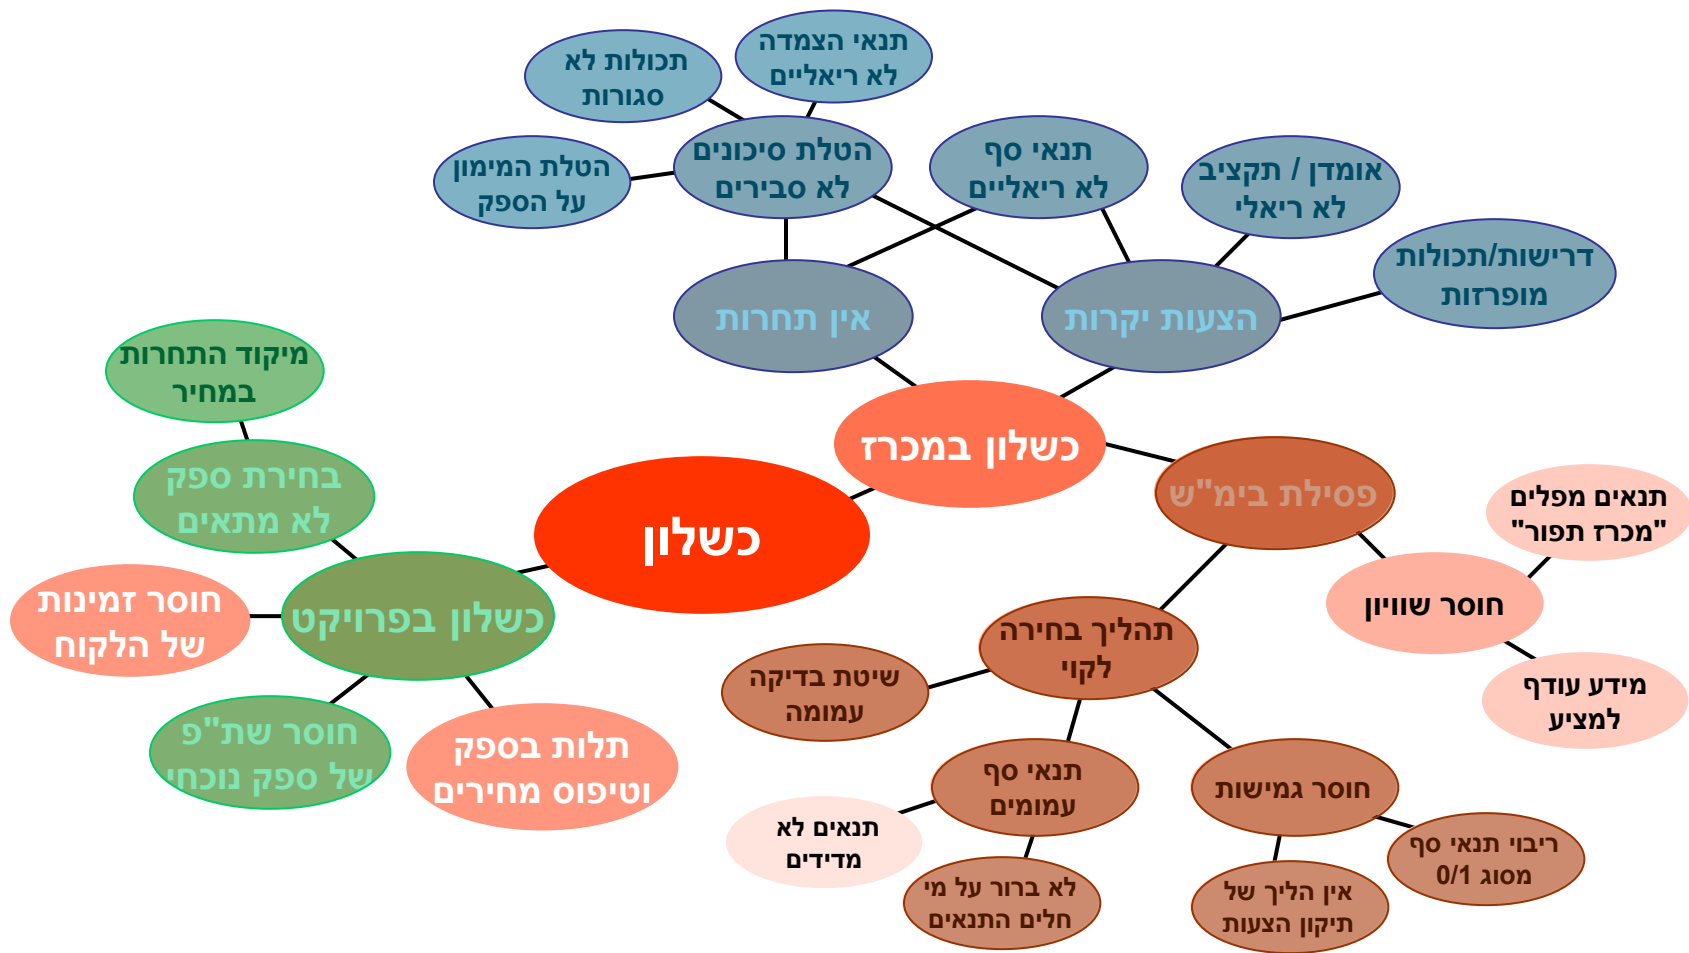 תנאי הצמדה
לא ריאליים
תכולות לא
סגורות
הטלת סיכונים
לא סבירים
תנאי סף
לא ריאליים
אומדן / תקציב
לא ריאלי
הטלת המימון
על הספק
דרישות/תכולות
מופרזות
אין תחרות
הצעות יקרות
מיקוד התחרות
במחיר
כשלון במכרז
בחירת ספק
לא מתאים
פסילת בימ"ש
תנאים מפלים
"מכרז תפור"
כשלון
חוסר שוויון
חוסר זמינות
של הלקוח
כשלון בפרויקט
תהליך בחירה
לקוי
שיטת בדיקה
עמומה
מידע עודף
למציע
חוסר שת"פ
של ספק נוכחי
תלות בספק
וטיפוס מחירים
תנאי סף
עמומים
חוסר גמישות
תנאים לא
מדידים
ריבוי תנאי סף
מסוג 0/1
לא ברור על מי
חלים התנאים
אין הליך של
תיקון הצעות